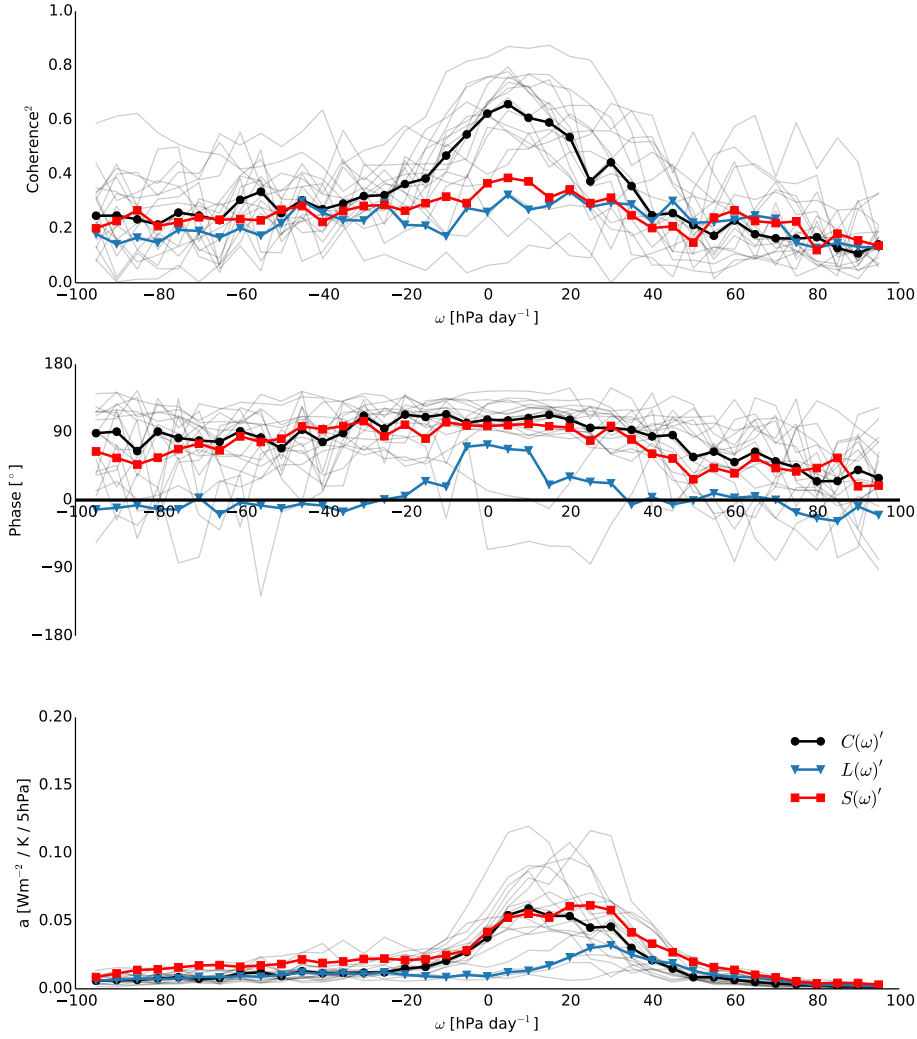 1.0
0.8
0.6
0.4
0.2
0.0
Coherence²
−100 −80 −60 −40 −20 0 20 40 60 80 100
ω [hPa day⁻¹]
180
90
0
−90
−180
Phase [°]
−100 −80 −60 −40 −20 0 20 40 60 80 100
0.20
0.15
0.10
0.05
0.00
a [Wm⁻² / K / 5hPa]
C(ω)′
L(ω)′
S(ω)′
−100 −80 −60 −40 −20 0 20 40 60 80 100
ω [hPa day⁻¹]